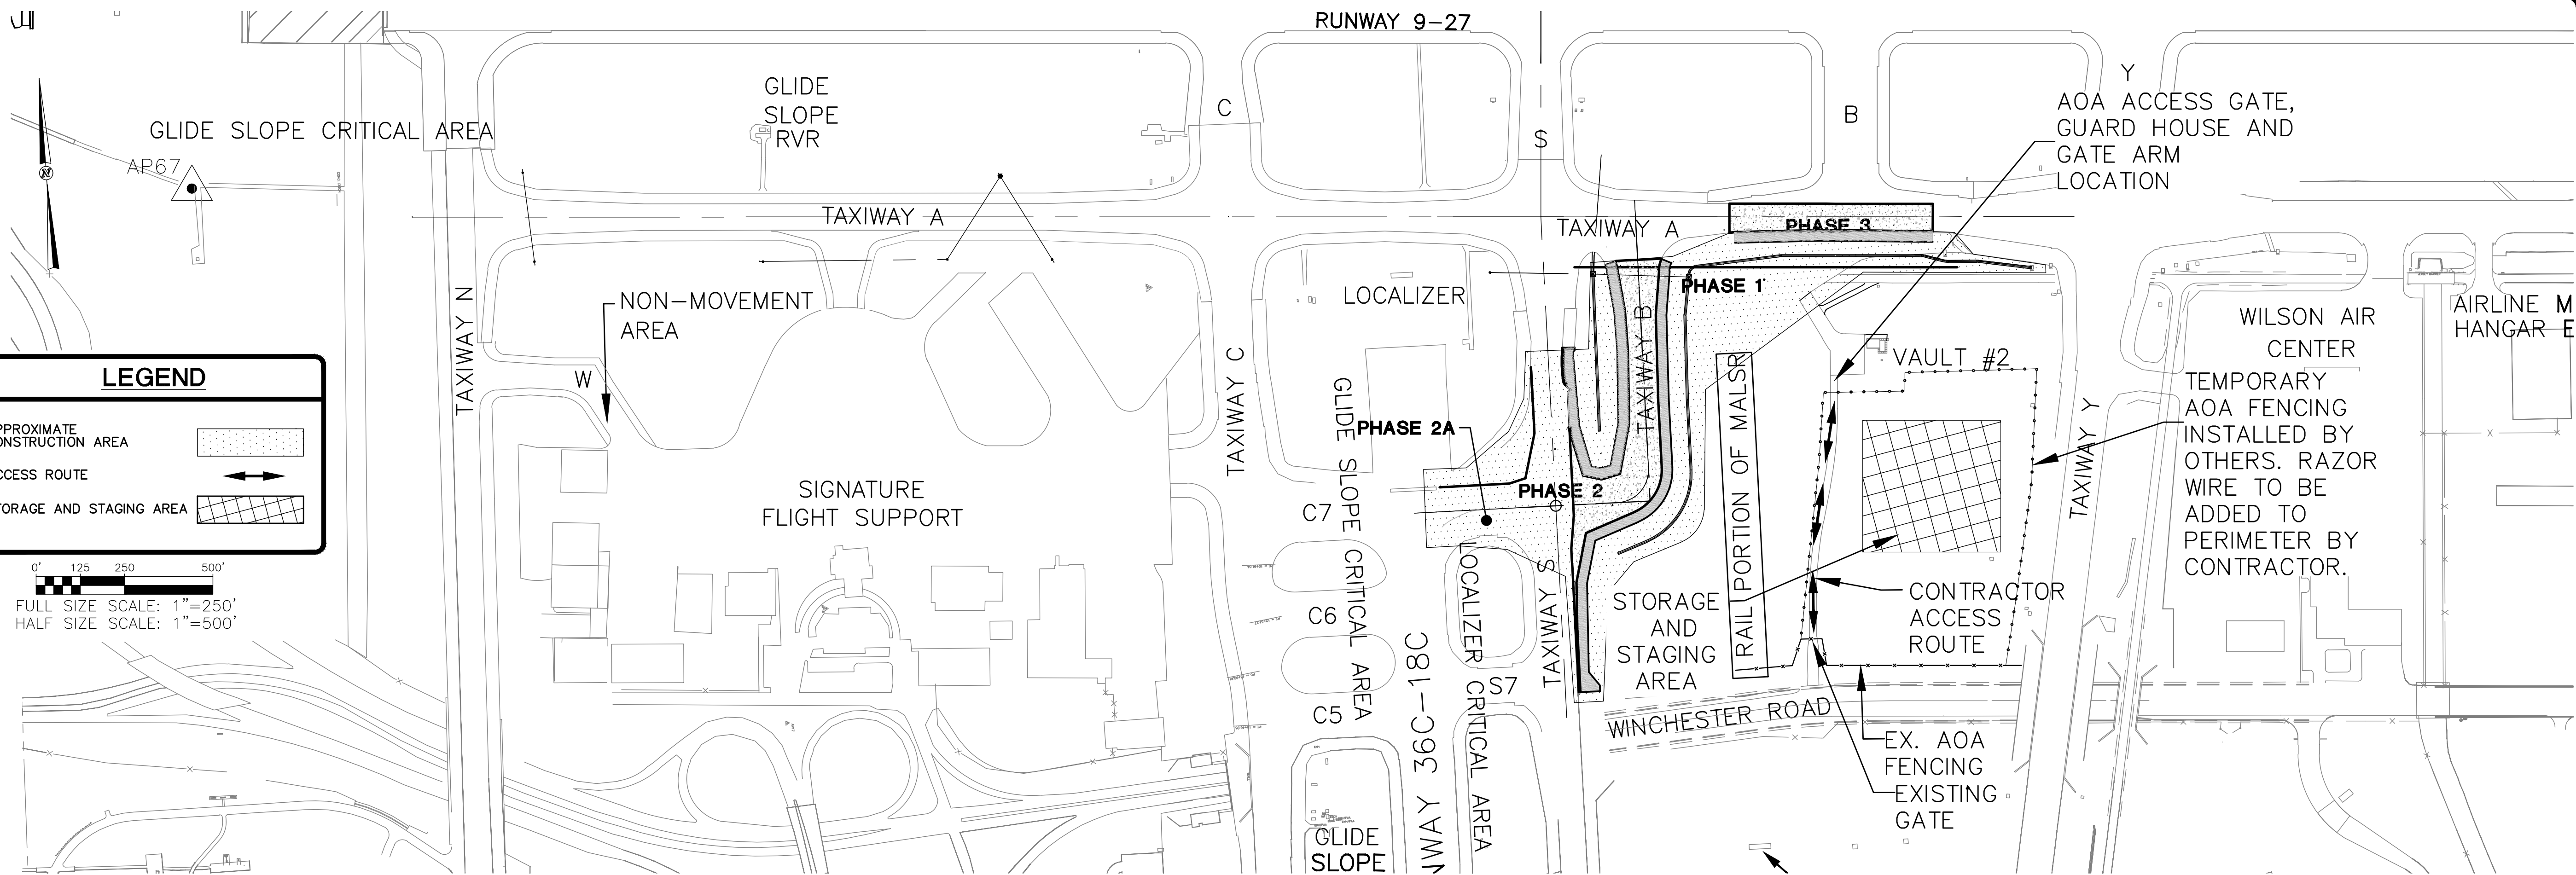 RUNWAY 9-27
GLIDE
SLOPE
RVR
GLIDE SLOPE CRITICAL AREA
AP67
N
C
S
B
Y
AOA ACCESS GATE,
GUARD HOUSE AND
GATE ARM
LOCATION
TAXIWAY A
TAXIWAY A
PHASE 3
PHASE 1
TAXIWAY N
NON-MOVEMENT
AREA
W
LOCALIZER
TAXIWAY C
TAXIWAY B
WILSON AIR
CENTER
AIRLINE M
HANGAR E
VAULT #2
TEMPORARY
AOA FENCING
INSTALLED BY
OTHERS. RAZOR
WIRE TO BE
ADDED TO
PERIMETER BY
CONTRACTOR.
TAXIWAY Y
LEGEND
PPROXIMATE
ONSTRUCTION AREA
CCESS ROUTE
TORAGE AND STAGING AREA
0' 125 250 500'
FULL SIZE SCALE: 1"=250'
HALF SIZE SCALE: 1"=500'
SIGNATURE
FLIGHT SUPPORT
PHASE 2A
PHASE 2
GLIDE SLOPE CRITICAL AREA
C7
C6
C5
LOCALIZER CRITICAL AREA
TAXIWAY S
S7
NWAY 36C-18C
GLIDE
SLOPE
RAIL PORTION OF MALSR
STORAGE
AND
STAGING
AREA
CONTRACTOR
ACCESS
ROUTE
WINCHESTER ROAD
EX. AOA
FENCING
EXISTING
GATE